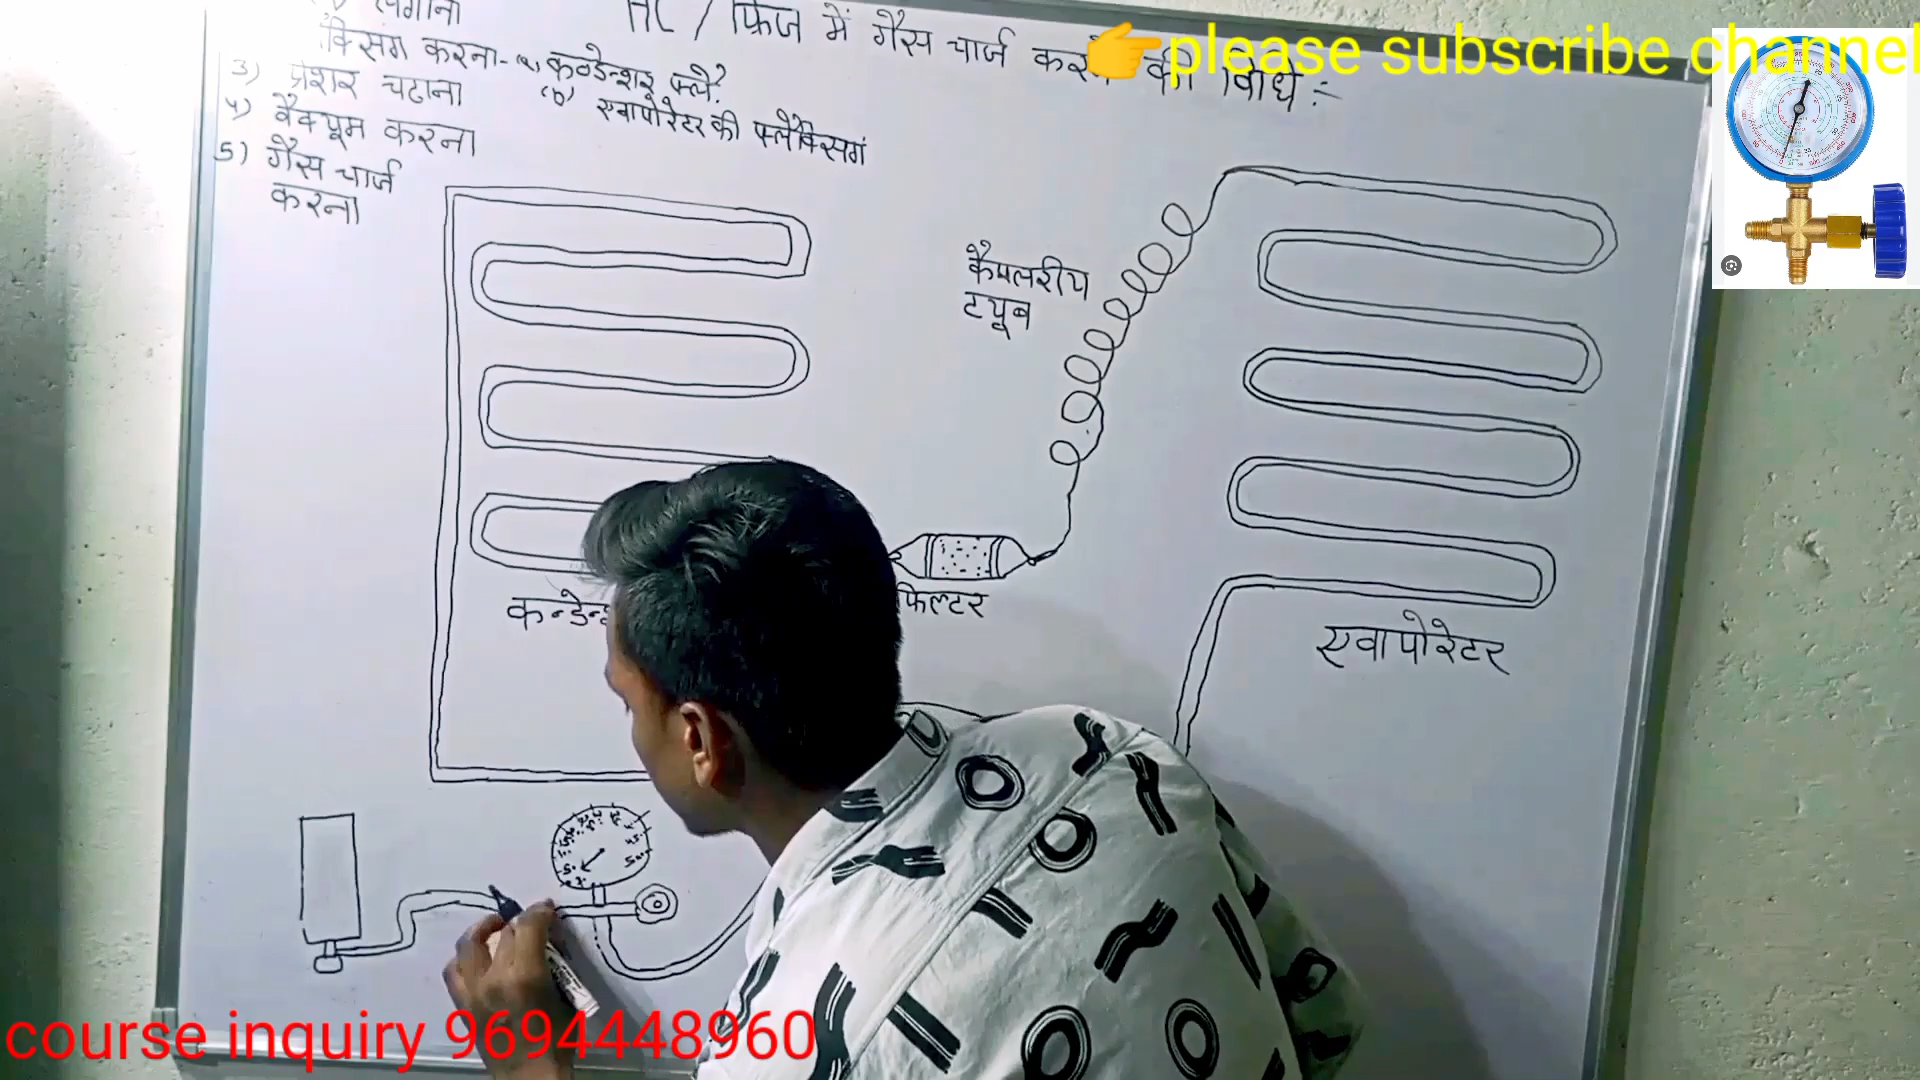 लगाना
AC / फ्रिज में गैस चार्ज करने की विधि :-
करना- (a) कण्डेन्शर फ्लै.
3) प्रेशर चढाना
(b) एवापोरेटर की फ्लैक्सिग
4) वैक्यूम करना
5) गैस चार्ज
करना
please subscribe channel
कैपलरीय
टयूब
फिल्टर
एवापोरेटर
course inquiry 9694448960